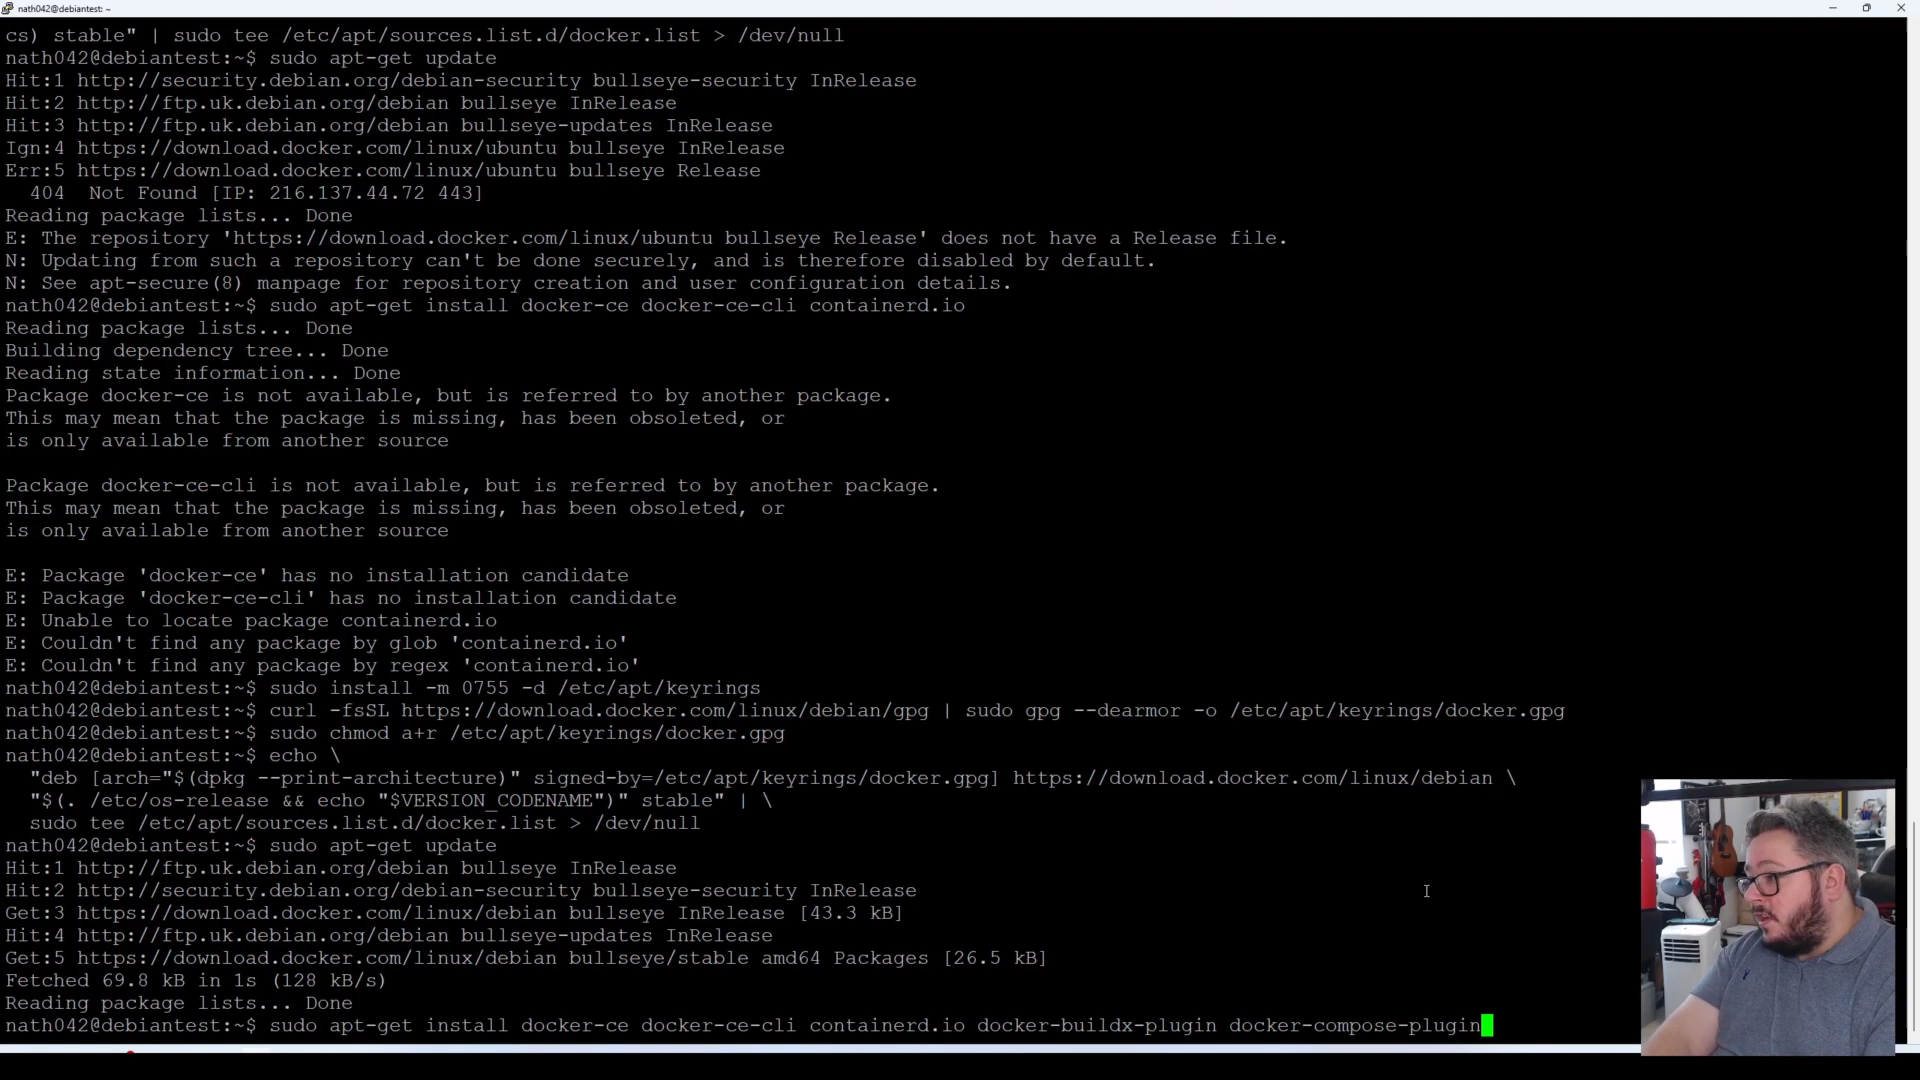 nath042@debiantest: ~
cs) stable" | sudo tee /etc/apt/sources.list.d/docker.list > /dev/null
nath042@debiantest:~$ sudo apt-get update
Hit:1 http://security.debian.org/debian-security bullseye-security InRelease
Hit:2 http://ftp.uk.debian.org/debian bullseye InRelease
Hit:3 http://ftp.uk.debian.org/debian bullseye-updates InRelease
Ign:4 https://download.docker.com/linux/ubuntu bullseye InRelease
Err:5 https://download.docker.com/linux/ubuntu bullseye Release
  404  Not Found [IP: 216.137.44.72 443]
Reading package lists... Done
E: The repository 'https://download.docker.com/linux/ubuntu bullseye Release' does not have a Release file.
N: Updating from such a repository can't be done securely, and is therefore disabled by default.
N: See apt-secure(8) manpage for repository creation and user configuration details.
nath042@debiantest:~$ sudo apt-get install docker-ce docker-ce-cli containerd.io
Reading package lists... Done
Building dependency tree... Done
Reading state information... Done
Package docker-ce is not available, but is referred to by another package.
This may mean that the package is missing, has been obsoleted, or
is only available from another source
Package docker-ce-cli is not available, but is referred to by another package.
This may mean that the package is missing, has been obsoleted, or
is only available from another source
E: Package 'docker-ce' has no installation candidate
E: Package 'docker-ce-cli' has no installation candidate
E: Unable to locate package containerd.io
E: Couldn't find any package by glob 'containerd.io'
E: Couldn't find any package by regex 'containerd.io'
nath042@debiantest:~$ sudo install -m 0755 -d /etc/apt/keyrings
nath042@debiantest:~$ curl -fsSL https://download.docker.com/linux/debian/gpg | sudo gpg --dearmor -o /etc/apt/keyrings/docker.gpg
nath042@debiantest:~$ sudo chmod a+r /etc/apt/keyrings/docker.gpg
nath042@debiantest:~$ echo \
  "deb [arch="$(dpkg --print-architecture)" signed-by=/etc/apt/keyrings/docker.gpg] https://download.docker.com/linux/debian \
  "$(. /etc/os-release && echo "$VERSION_CODENAME")" stable" | \
  sudo tee /etc/apt/sources.list.d/docker.list > /dev/null
nath042@debiantest:~$ sudo apt-get update
Hit:1 http://ftp.uk.debian.org/debian bullseye InRelease
Hit:2 http://security.debian.org/debian-security bullseye-security InRelease
Get:3 https://download.docker.com/linux/debian bullseye InRelease [43.3 kB]
Hit:4 http://ftp.uk.debian.org/debian bullseye-updates InRelease
Get:5 https://download.docker.com/linux/debian bullseye/stable amd64 Packages [26.5 kB]
Fetched 69.8 kB in 1s (128 kB/s)
Reading package lists... Done
nath042@debiantest:~$ sudo apt-get install docker-ce docker-ce-cli containerd.io docker-buildx-plugin docker-compose-plugin